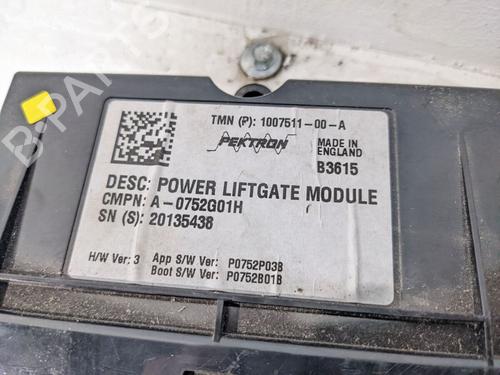 TMN (P): 1007511-00-A
PEKTRON
MADE IN
ENGLAND
B3615
DESC: POWER LIFTGATE MODULE
CMPN: A-0752G01H
SN (S): 20135438
H/W Ver: 3 App S/W Ver: P0752P03B
Boot S/W Ver: P0752B01B